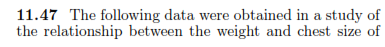 11.47 The following data were obtained in a study of
the relationship between the weight and chest size of